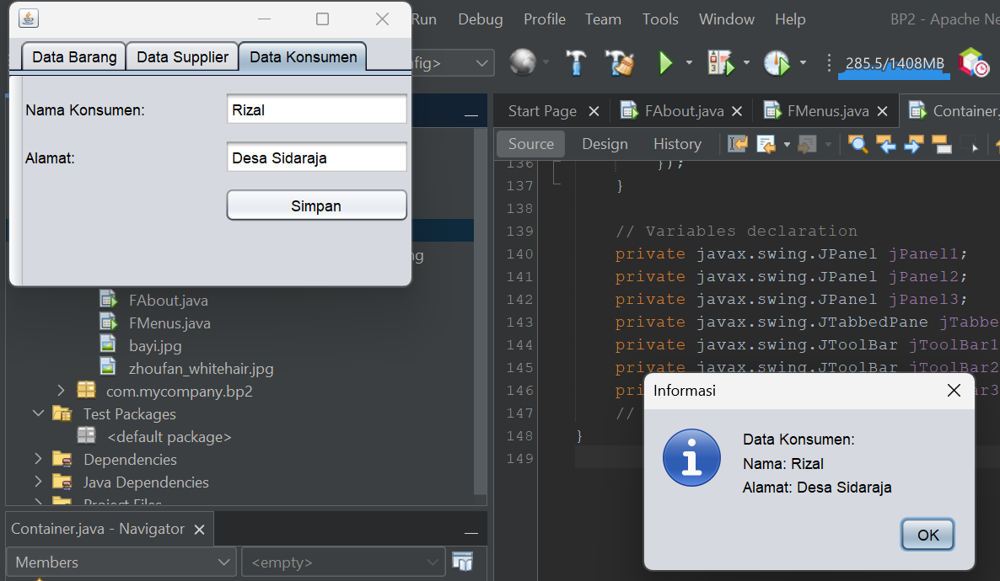 Run Debug Profile Team Tools Window Help BP2 - Apache Ne
Data Barang Data Supplier Data Konsumen
fig>
285.5/1408MB
Nama Konsumen: Rizal
Alamat: Desa Sidaraja
Simpan
Start Page FAbout.java FMenus.java Container.
Source Design History
136 });
137 }
138
139 // Variables declaration
140 private javax.swing.JPanel jPanel1;
141 private javax.swing.JPanel jPanel2;
142 private javax.swing.JPanel jPanel3;
143 private javax.swing.JTabbedPane jTabbe
144 private javax.swing.JToolBar jToolBar1
145 private javax.swing.JToolBar jToolBar2
146 pri ar3
147 //
148 }
149
ng
FAbout.java
FMenus.java
bayi.jpg
zhoufan_whitehair.jpg
com.mycompany.bp2
Test Packages
<default package>
Dependencies
Java Dependencies
Project Files
Container.java - Navigator
Members <empty>
Informasi
Data Konsumen:
Nama: Rizal
Alamat: Desa Sidaraja
OK